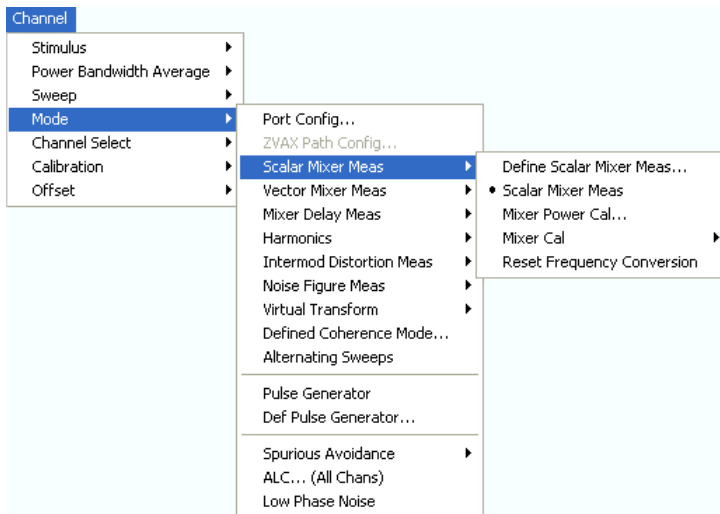 Channel
Stimulus
Power Bandwidth Average
Sweep
Mode
Channel Select
Calibration
Offset
Port Config...
ZVAX Path Config...
Scalar Mixer Meas
Vector Mixer Meas
Mixer Delay Meas
Harmonics
Intermod Distortion Meas
Noise Figure Meas
Virtual Transform
Defined Coherence Mode...
Alternating Sweeps
Pulse Generator
Def Pulse Generator...
Spurious Avoidance
ALC... (All Chans)
Low Phase Noise
Define Scalar Mixer Meas...
• Scalar Mixer Meas
Mixer Power Cal...
Mixer Cal
Reset Frequency Conversion